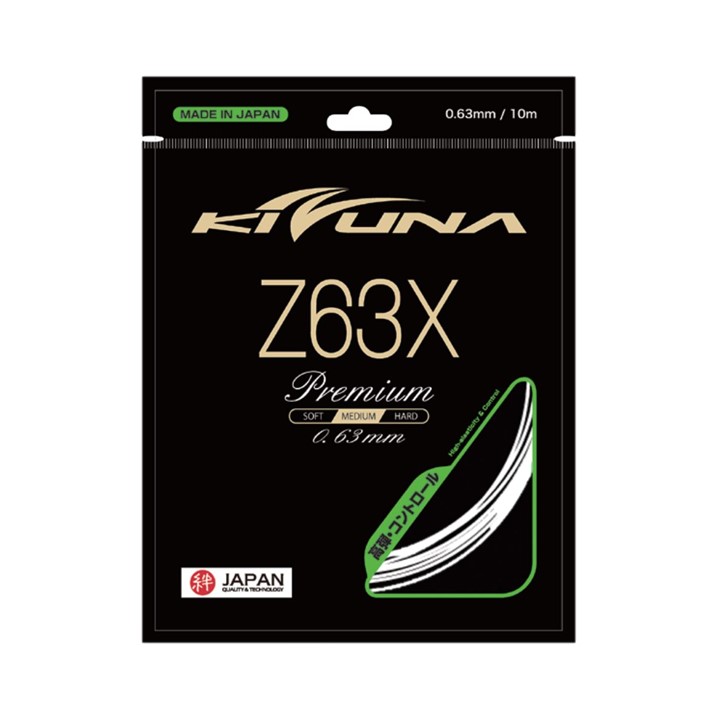 MADE IN JAPAN
0.63mm / 10m
KIZUNA
Z63X
Premium
SOFT MEDIUM HARD
0.63mm
High-elasticity & Control
高弾・コントロール
絆 JAPAN
QUALITY & TECHNOLOGY